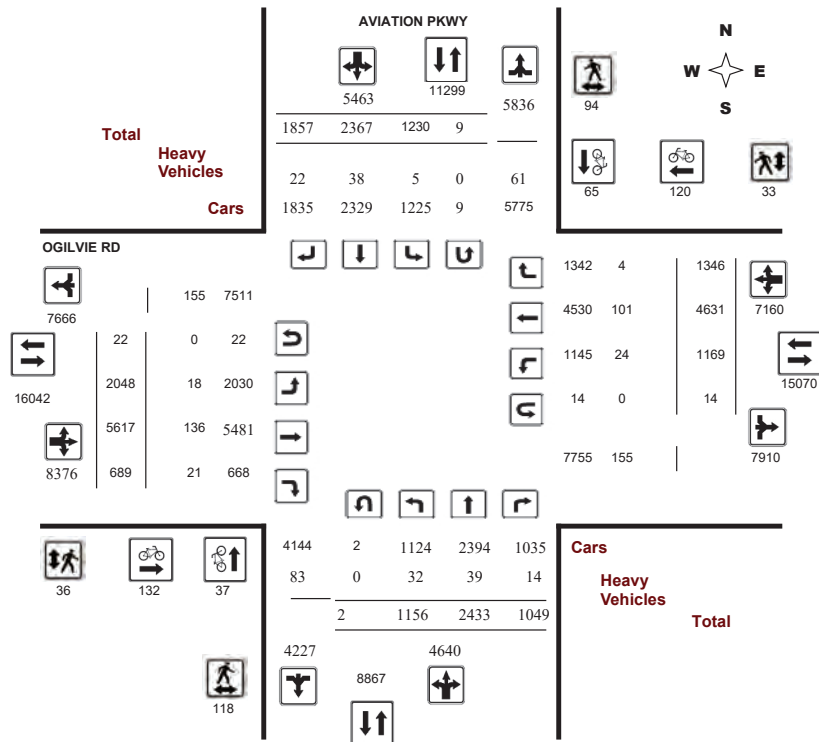 AVIATION PKWY
N
W E
S
5463 11299 5836
94
Total 1857 2367 1230 9
Heavy
Vehicles
22 38 5 0 61
65 120 33
Cars 1835 2329 1225 9 5775
OGILVIE RD
7666 155 7511
22 0 22
16042 2048 18 2030
5617 136 5481
8376 689 21 668
1342 4 1346
4530 101 4631 7160
1145 24 1169 15070
14 0 14
7755 155 7910
36 132 37
118
4144 2 1124 2394 1035 Cars
83 0 32 39 14 Heavy
Vehicles
2 1156 2433 1049 Total
4227 8867 4640